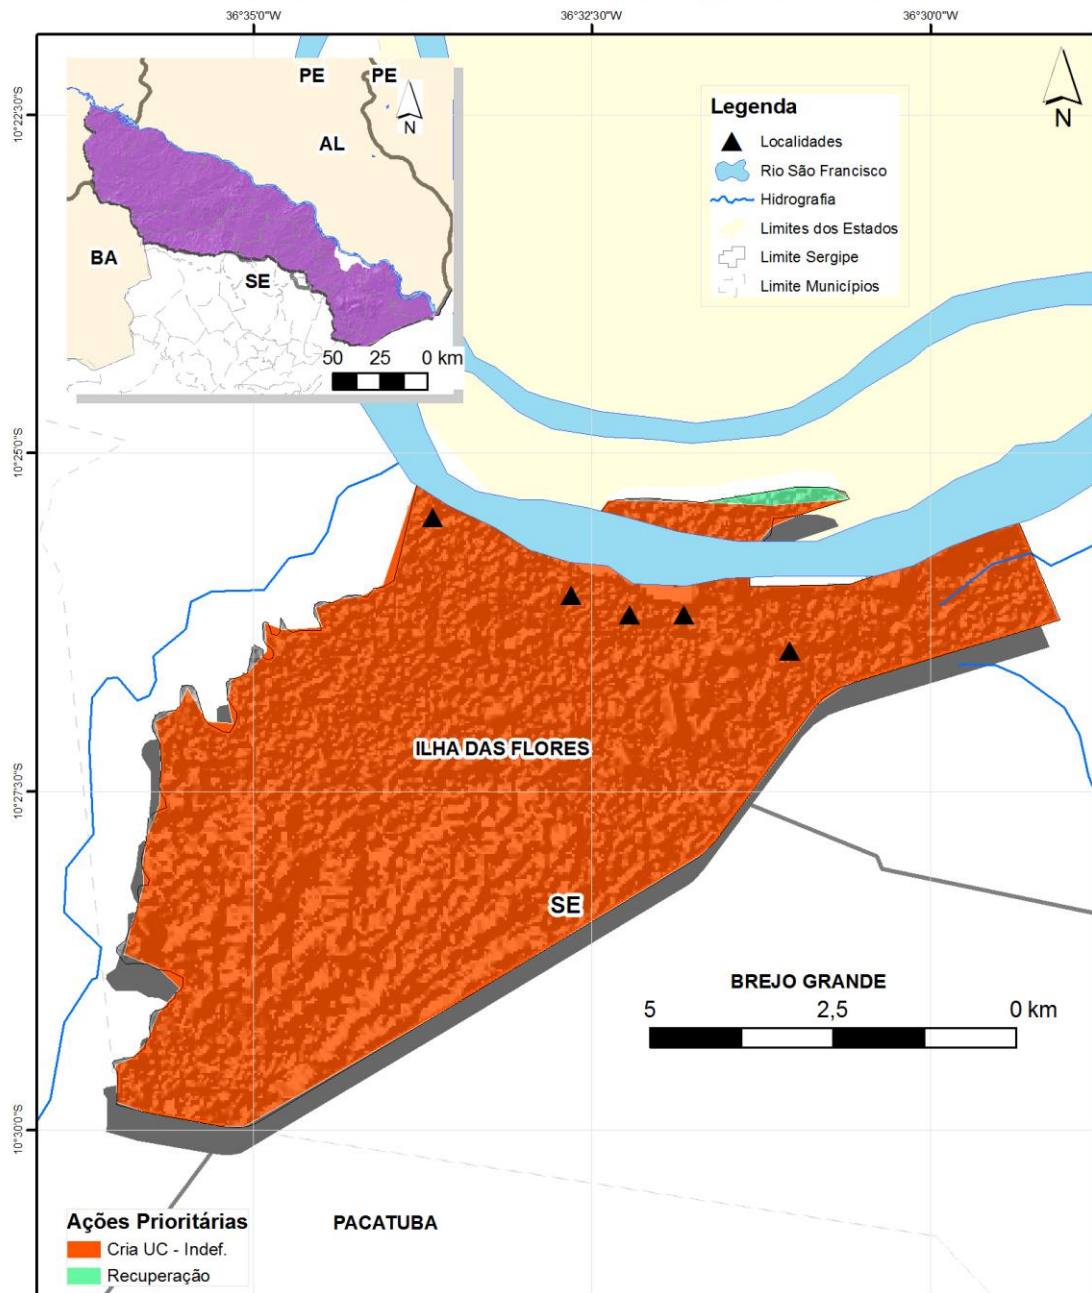 36°35'0"W
36°32'30"W
36°30'0"W
10°22'30"S
10°25'0"S
10°27'30"S
10°30'0"S
PE
PE
AL
BA
SE
N
50 25 0 km
Legenda
Localidades
Rio São Francisco
Hidrografia
Limites dos Estados
Limite Sergipe
Limite Municípios
N
ILHA DAS FLORES
SE
BREJO GRANDE
5 2,5 0 km
PACATUBA
Ações Prioritárias
Cria UC - Indef.
Recuperação